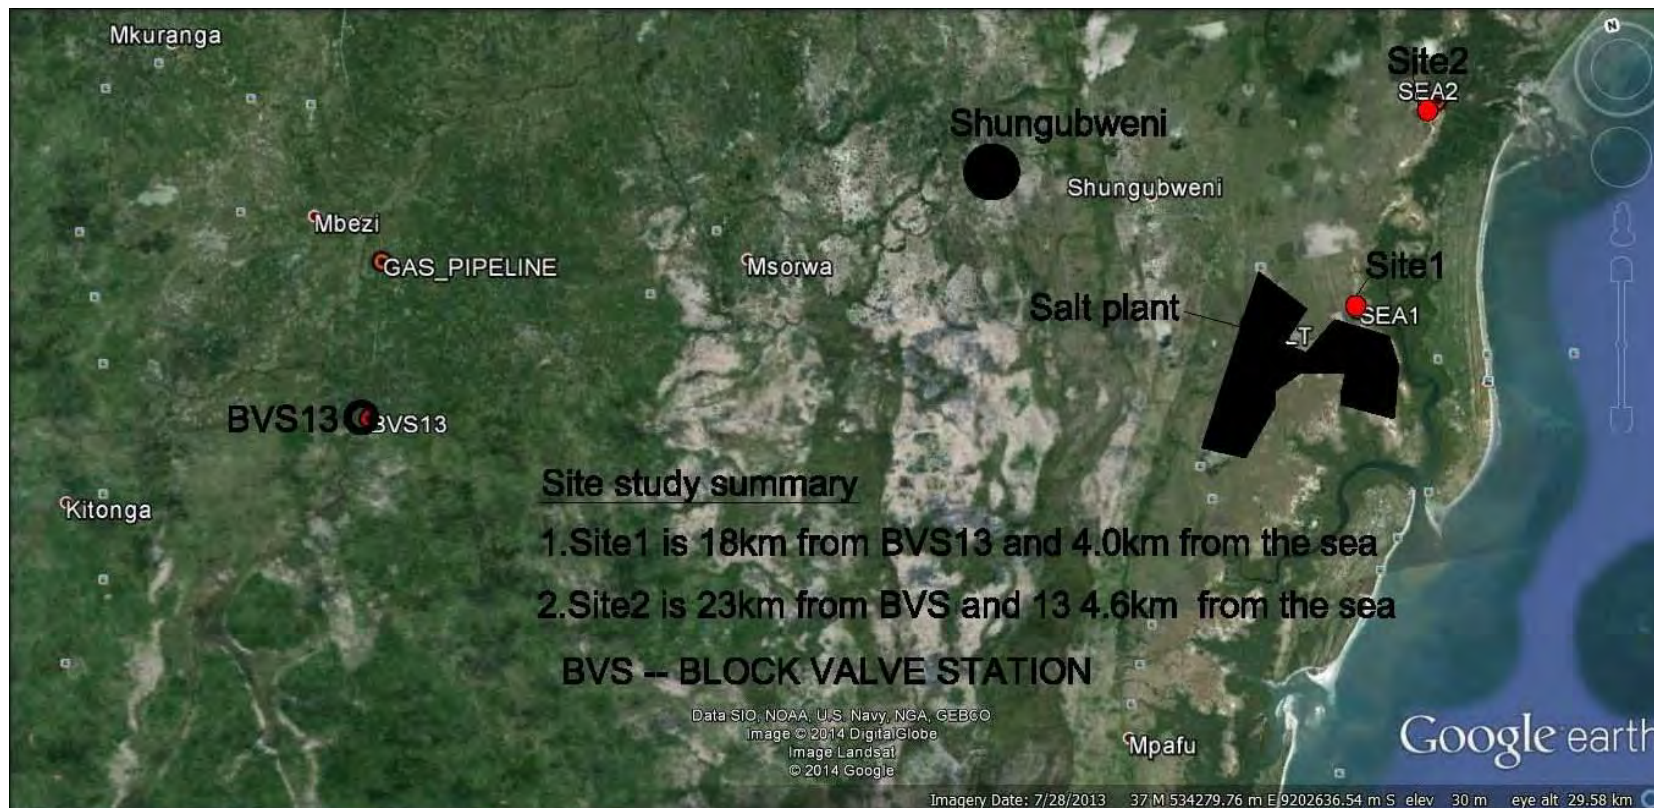 Mkuranga
Site2
SEA2
Shungubweni
Shungubweni
Mbezi
GAS_PIPELINE
Msorwa
Site1
Salt plant
SEA1
LT
BVS13
BVS13
Kitonga
Site study summary
1.Site1 is 18km from BVS13 and 4.0km from the sea
2.Site2 is 23km from BVS and 13 4.6km from the sea
BVS -- BLOCK VALVE STATION
Data SIO, NOAA, U.S. Navy, NGA, GEBCO
Image © 2014 DigitalGlobe
Image Landsat
© 2014 Google
Mpafu
Google earth
Imagery Date: 7/28/2013 37 M 534279.76 m E 9202636.54 m S elev 30 m eye alt 29.58 km
N